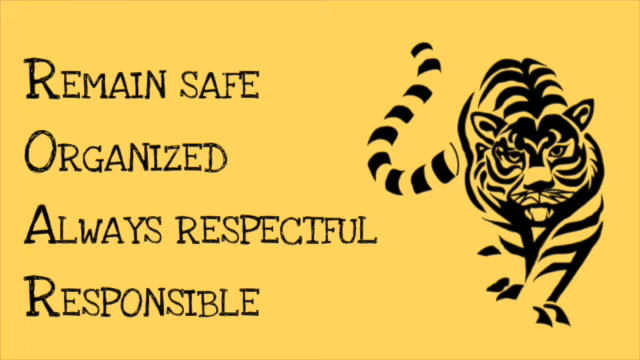 Remain safe
Organized
Always respectful
Responsible